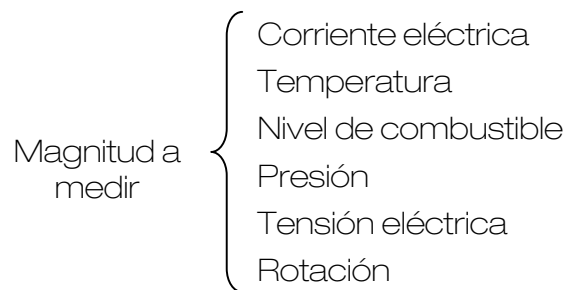 Magnitud a
medir
Corriente eléctrica
Temperatura
Nivel de combustible
Presión
Tensión eléctrica
Rotación